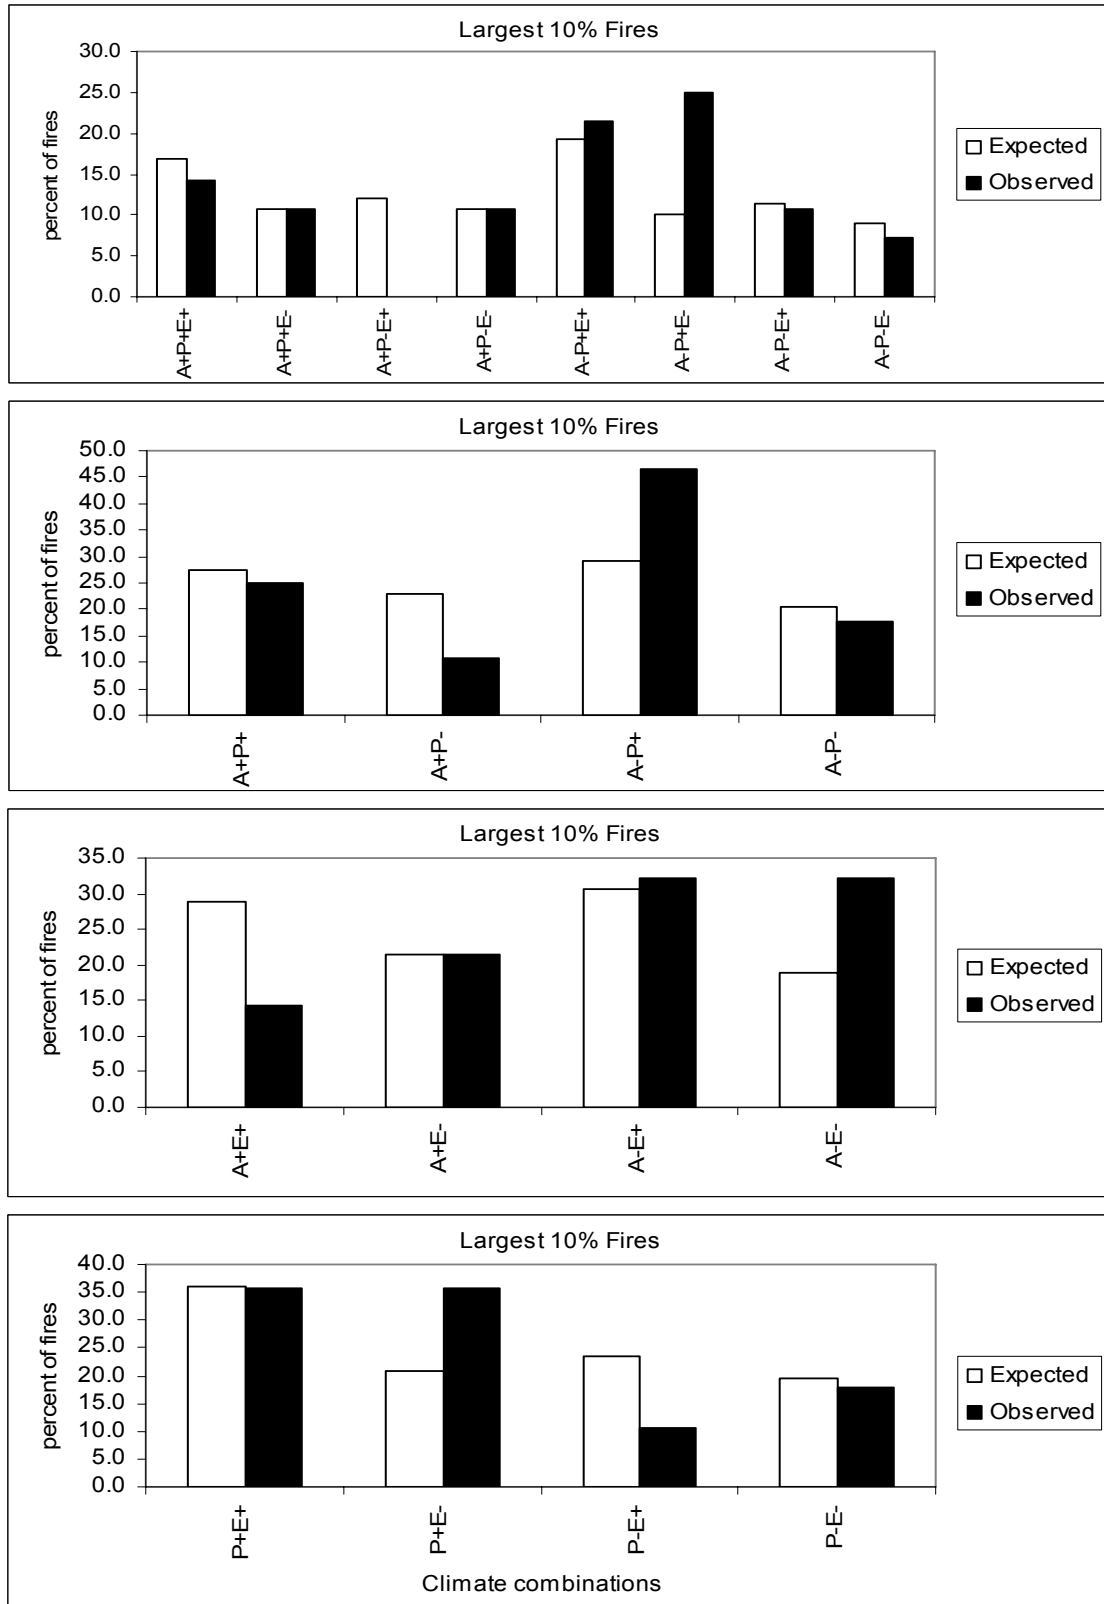 Largest 10% Fires
percent of fires
30.0
25.0
20.0
15.0
10.0
5.0
0.0
A+P+E+
A+P+E-
A+P-E+
A+P-E-
A-P+E+
A-P+E-
A-P-E+
A-P-E-
Expected
Observed
Largest 10% Fires
percent of fires
50.0
45.0
40.0
35.0
30.0
25.0
20.0
15.0
10.0
5.0
0.0
A+P+
A+P-
A-P+
A-P-
Expected
Observed
Largest 10% Fires
percent of fires
35.0
30.0
25.0
20.0
15.0
10.0
5.0
0.0
A+E+
A+E-
A-E+
A-E-
Expected
Observed
Largest 10% Fires
percent of fires
40.0
35.0
30.0
25.0
20.0
15.0
10.0
5.0
0.0
P+E+
P+E-
P-E+
P-E-
Climate combinations
Expected
Observed